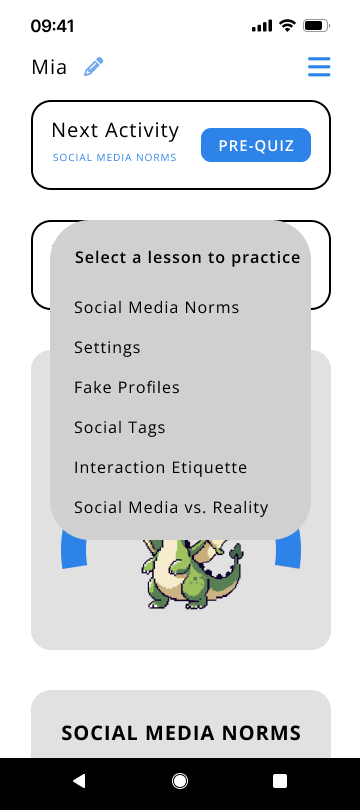 09:41
Mia
Next Activity
SOCIAL MEDIA NORMS
PRE-QUIZ
Select a lesson to practice
Social Media Norms
Settings
Fake Profiles
Social Tags
Interaction Etiquette
Social Media vs. Reality
SOCIAL MEDIA NORMS